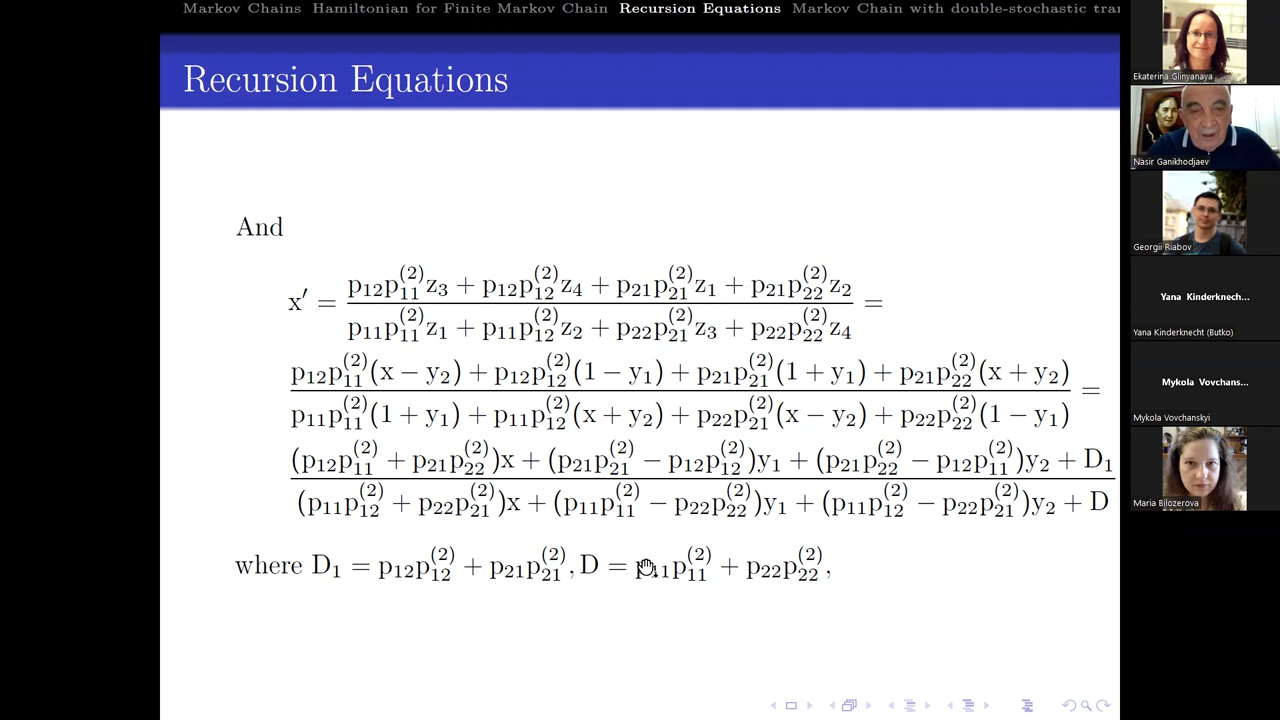 Markov Chains Hamiltonian for Finite Markov Chain Recursion Equations Markov Chain with double-stochastic tran
Recursion Equations
And
x′ = (p₁₂p₁₁⁽²⁾z₃ + p₁₂p₁₂⁽²⁾z₄ + p₂₁p₂₁⁽²⁾z₁ + p₂₁p₂₂⁽²⁾z₂) / (p₁₁p₁₁⁽²⁾z₁ + p₁₁p₁₂⁽²⁾z₂ + p₂₂p₂₁⁽²⁾z₃ + p₂₂p₂₂⁽²⁾z₄) =
(p₁₂p₁₁⁽²⁾(x − y₂) + p₁₂p₁₂⁽²⁾(1 − y₁) + p₂₁p₂₁⁽²⁾(1 + y₁) + p₂₁p₂₂⁽²⁾(x + y₂)) / (p₁₁p₁₁⁽²⁾(1 + y₁) + p₁₁p₁₂⁽²⁾(x + y₂) + p₂₂p₂₁⁽²⁾(x − y₂) + p₂₂p₂₂⁽²⁾(1 − y₁)) =
((p₁₂p₁₁⁽²⁾ + p₂₁p₂₂⁽²⁾)x + (p₂₁p₂₁⁽²⁾ − p₁₂p₁₂⁽²⁾)y₁ + (p₂₁p₂₂⁽²⁾ − p₁₂p₁₁⁽²⁾)y₂ + D₁) / ((p₁₁p₁₂⁽²⁾ + p₂₂p₂₁⁽²⁾)x + (p₁₁p₁₁⁽²⁾ − p₂₂p₂₂⁽²⁾)y₁ + (p₁₁p₁₂⁽²⁾ − p₂₂p₂₁⁽²⁾)y₂ + D)
where D₁ = p₁₂p₁₂⁽²⁾ + p₂₁p₂₁⁽²⁾, D = p₁₁p₁₁⁽²⁾ + p₂₂p₂₂⁽²⁾,
Ekaterina Glinyanaya
Nasir Ganikhodjaev
Georgii Riabov
Yana Kinderknech...
Yana Kinderknecht (Butko)
Mykola Vovchans...
Mykola Vovchanskyi
Maria Bilozerova